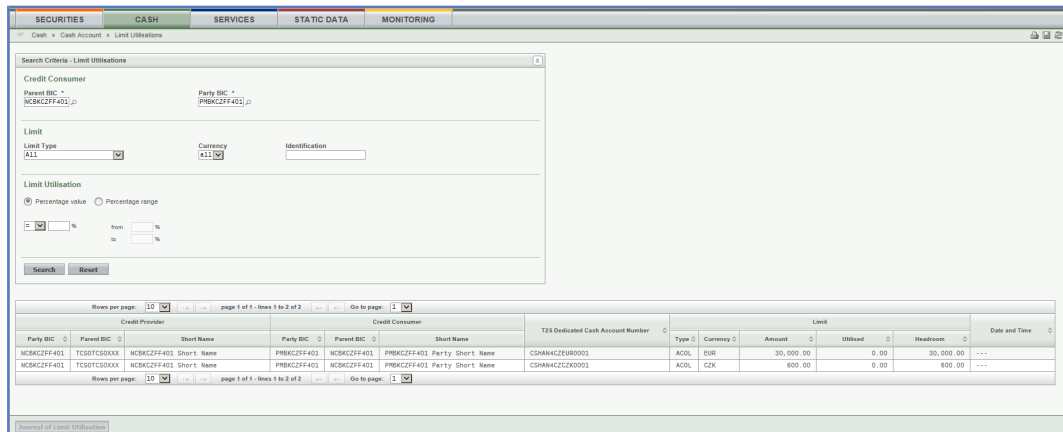 SECURITIES CASH SERVICES STATIC DATA MONITORING
Cash > Cash Account > Limit Utilisations
Search Criteria - Limit Utilisations
Credit Consumer
Parent BIC * Party BIC *
NCBKCZFF401 PMBKCZFF401
Limit
Limit Type Currency Identification
All all
Limit Utilisation
Percentage value Percentage range
= % from %
to %
Search Reset
Rows per page: 10 page 1 of 1 - lines 1 to 2 of 2 Go to page: 1
Credit Provider Credit Consumer T2S Dedicated Cash Account Number Limit Date and Time
Party BIC Parent BIC Short Name Party BIC Parent BIC Short Name Type Currency Amount Utilised Headroom
NCBKCZFF401 TCSOTCSOXXX NCBKCZFF401 Short Name PMBKCZFF401 NCBKCZFF401 PMBKCZFF401 Party Short Name CSHAN4CZEUR0001 ACOL EUR 30,000.00 0.00 30,000.00 ---
NCBKCZFF401 TCSOTCSOXXX NCBKCZFF401 Short Name PMBKCZFF401 NCBKCZFF401 PMBKCZFF401 Party Short Name CSHAN4CZCZK0001 ACOL CZK 600.00 0.00 600.00 ---
Rows per page: 10 page 1 of 1 - lines 1 to 2 of 2 Go to page: 1
Journal of Limit Utilisation